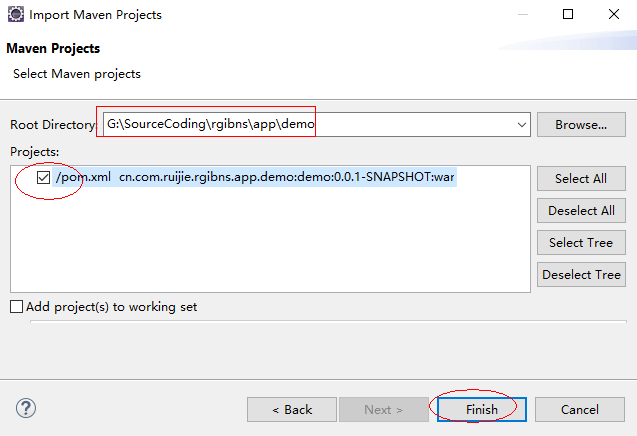 Import Maven Projects
Maven Projects
Select Maven projects
Root Directory: G:\SourceCoding\rgibns\app\demo Browse...
Projects:
/pom.xml cn.com.ruijie.rgibns.app.demo:demo:0.0.1-SNAPSHOT:war
Select All
Deselect All
Select Tree
Deselect Tree
Add project(s) to working set
? < Back Next > Finish Cancel